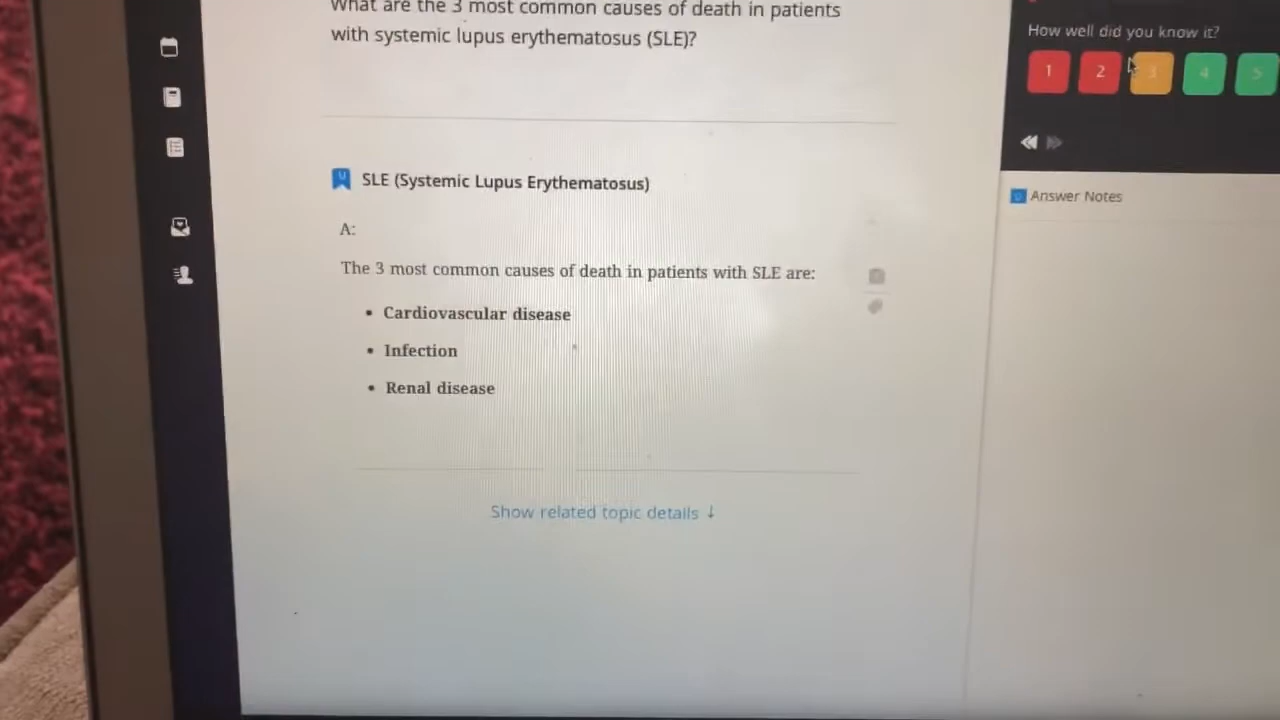 What are the 3 most common causes of death in patients
with systemic lupus erythematosus (SLE)?
How well did you know it?
1 2 3 4 5
U SLE (Systemic Lupus Erythematosus)
Answer Notes
A:
The 3 most common causes of death in patients with SLE are:
• Cardiovascular disease
• Infection
• Renal disease
Show related topic details ↓